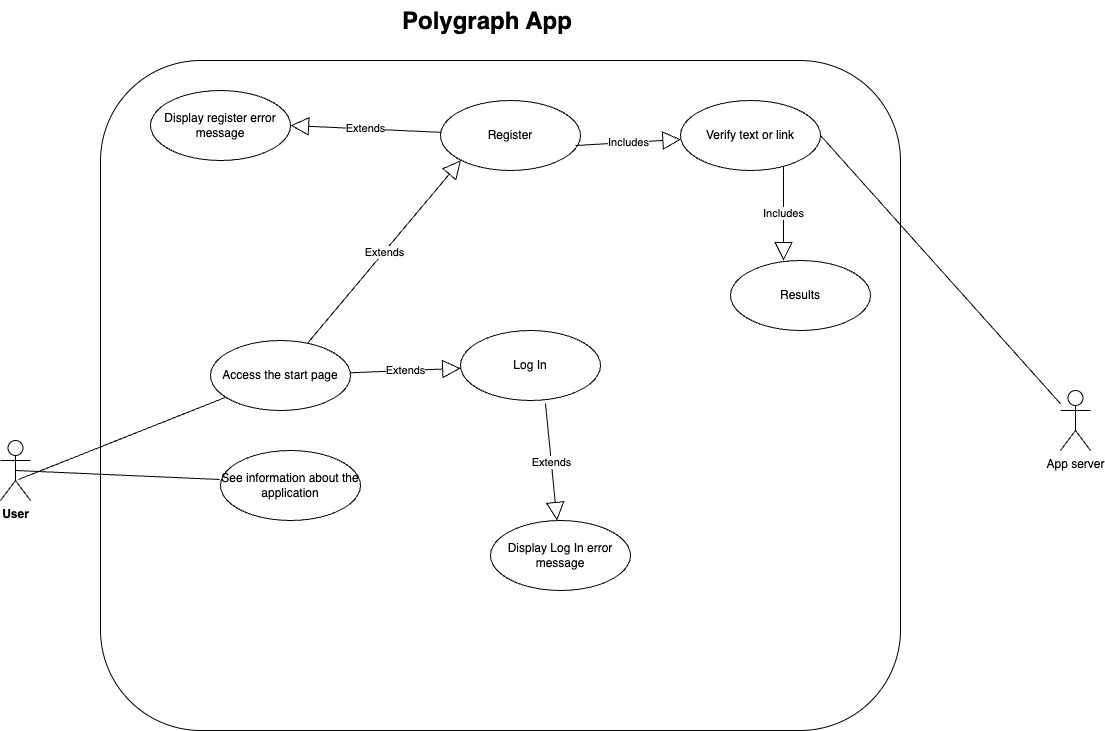 Polygraph App
Display register error
message
Extends
Register
Includes
Verify text or link
Includes
Extends
Results
Access the start page
Extends
Log In
See information about the
application
Extends
User
App server
Display Log In error
message